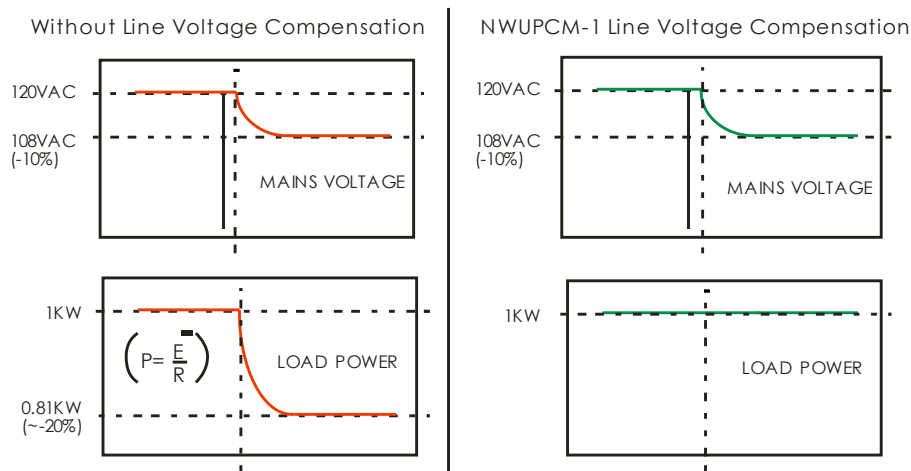 Without Line Voltage Compensation
120VAC
108VAC
(-10%)
MAINS VOLTAGE
1KW
(P= E/R)
LOAD POWER
0.81KW
(~-20%)
NWUPCM-1 Line Voltage Compensation
120VAC
108VAC
(-10%)
MAINS VOLTAGE
1KW
LOAD POWER